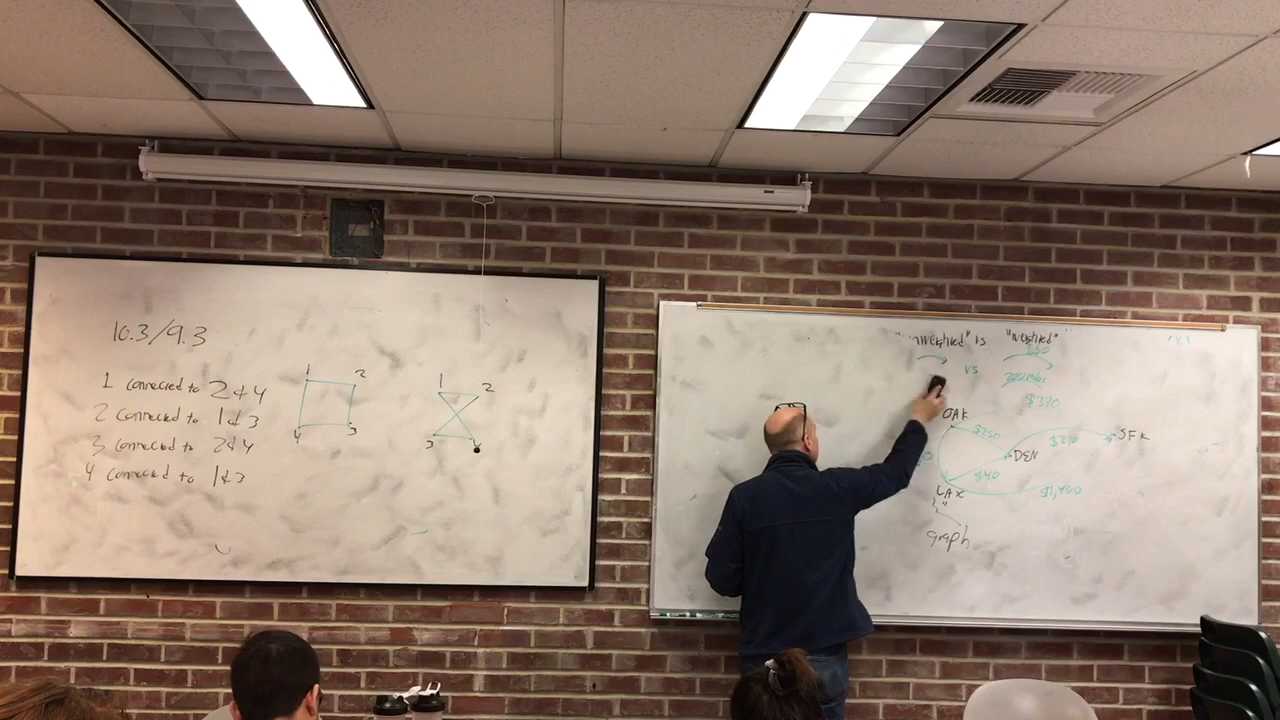 10.3/9.3
1 connected to 2 & 4
2 connected to 1 & 3
3 connected to 2 & 4
4 connected to 1 & 3
1 2
4 3
1 2
3
vs "weighted"
vs
$370
OAK
$250
DEN
$210
SFK
$40
LAX
$1,400
graph